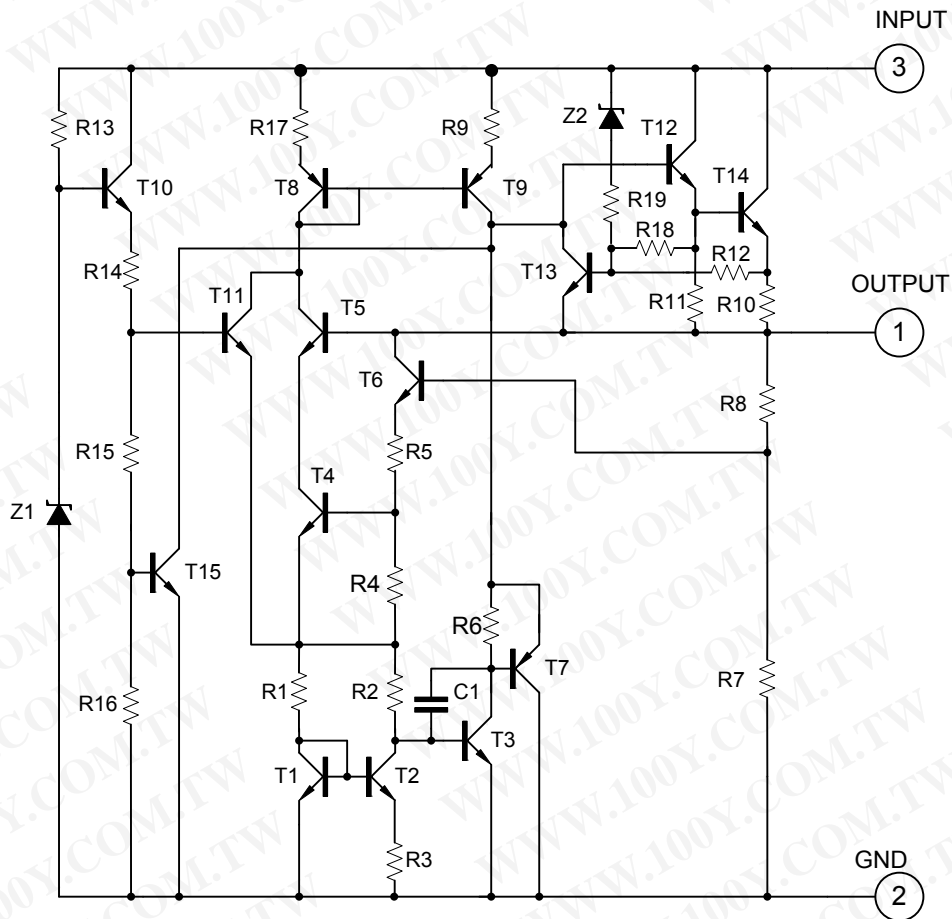 INPUT
3
R13
R17
R9
Z2
T12
T10
T8
T9
R19
T14
R18
R12
R14
T13
T11
T5
R11
R10
OUTPUT
1
T6
R8
R15
R5
T4
Z1
T15
R4
R6
T7
R1
R2
C1
R7
R16
T3
T1
T2
R3
GND
2
WWW.100Y.COM.TW